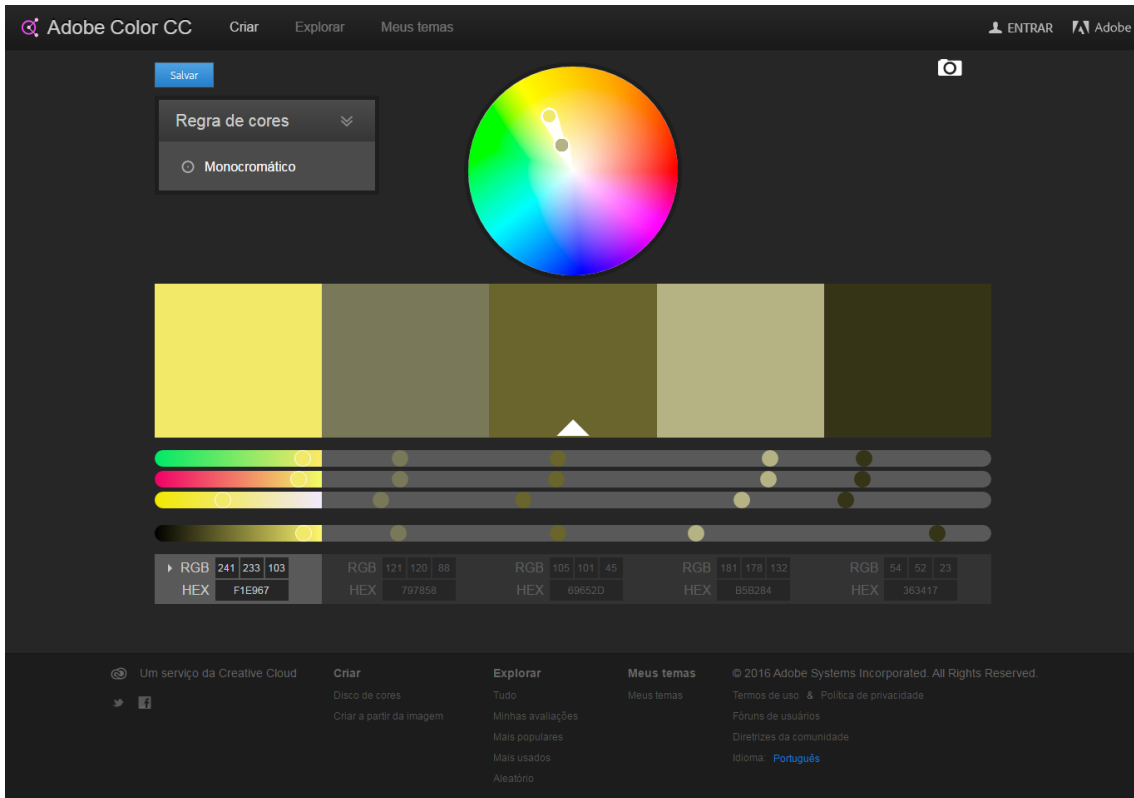 Adobe Color CC Criar Explorar Meus temas ENTRAR Adobe
Salvar
Regra de cores
Monocromático
RGB 241 233 103 RGB 121 120 88 RGB 105 101 45 RGB 181 178 132 RGB 54 52 23
HEX F1E967 HEX 797858 HEX 69652D HEX B5B284 HEX 363417
Um serviço da Creative Cloud
Criar
Disco de cores
Criar a partir da imagem
Explorar
Tudo
Minhas avaliações
Mais populares
Mais usados
Aleatório
Meus temas
Meus temas
© 2016 Adobe Systems Incorporated. All Rights Reserved.
Termos de uso & Política de privacidade
Fóruns de usuários
Diretrizes da comunidade
Idioma: Português